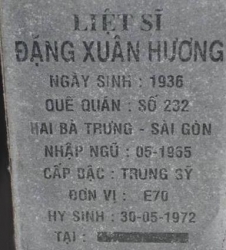 LIỆT SĨ
ĐẶNG XUÂN HƯƠNG
NGÀY SINH : 1936
QUÊ QUÁN : SỐ 232
HAI BÀ TRƯNG - SÀI GÒN
NHẬP NGŨ : 05-1965
CẤP BẬC : TRUNG SỸ
ĐƠN VỊ : E70
HY SINH : 30-05-1972
TẠI :